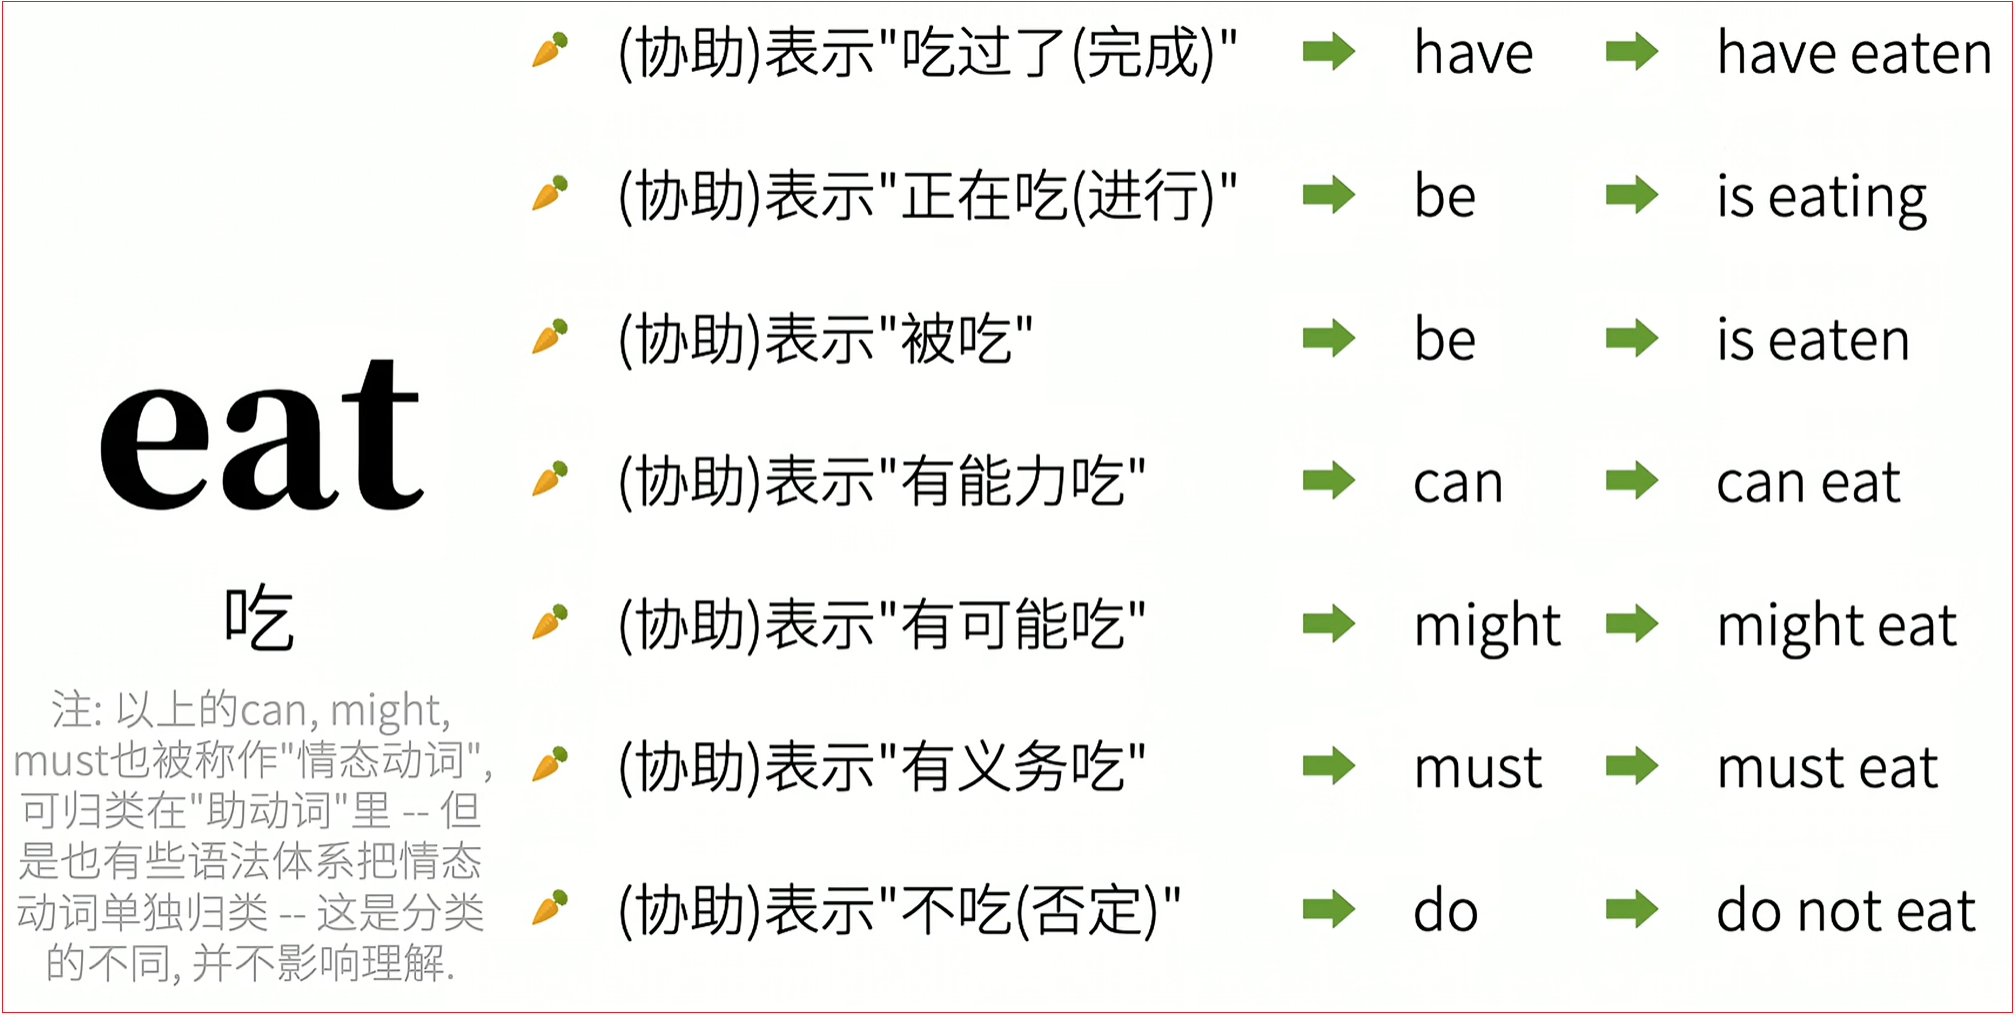 (协助)表示"吃过了(完成)" have have eaten
(协助)表示"正在吃(进行)" be is eating
(协助)表示"被吃" be is eaten
(协助)表示"有能力吃" can can eat
(协助)表示"有可能吃" might might eat
(协助)表示"有义务吃" must must eat
(协助)表示"不吃(否定)" do do not eat
eat
吃
注: 以上的can, might,
must也被称作"情态动词",
可归类在"助动词"里 -- 但
是也有些语法体系把情态
动词单独归类 -- 这是分类
的不同, 并不影响理解.